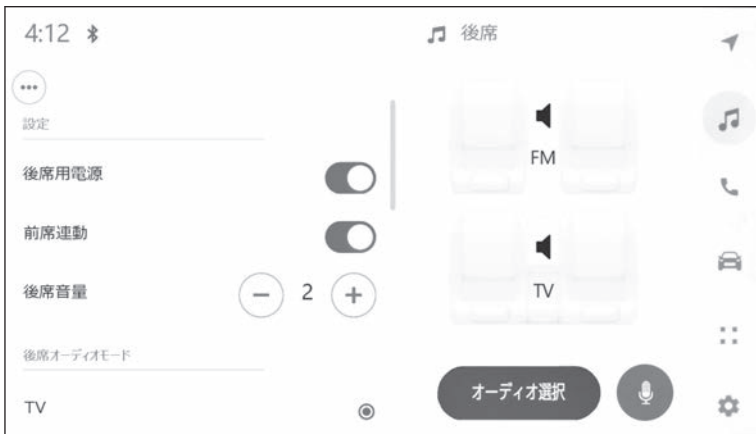 4:12
後席
設定
後席用電源
FM
前席連動
後席音量
2
TV
後席オーディオモード
オーディオ選択
TV